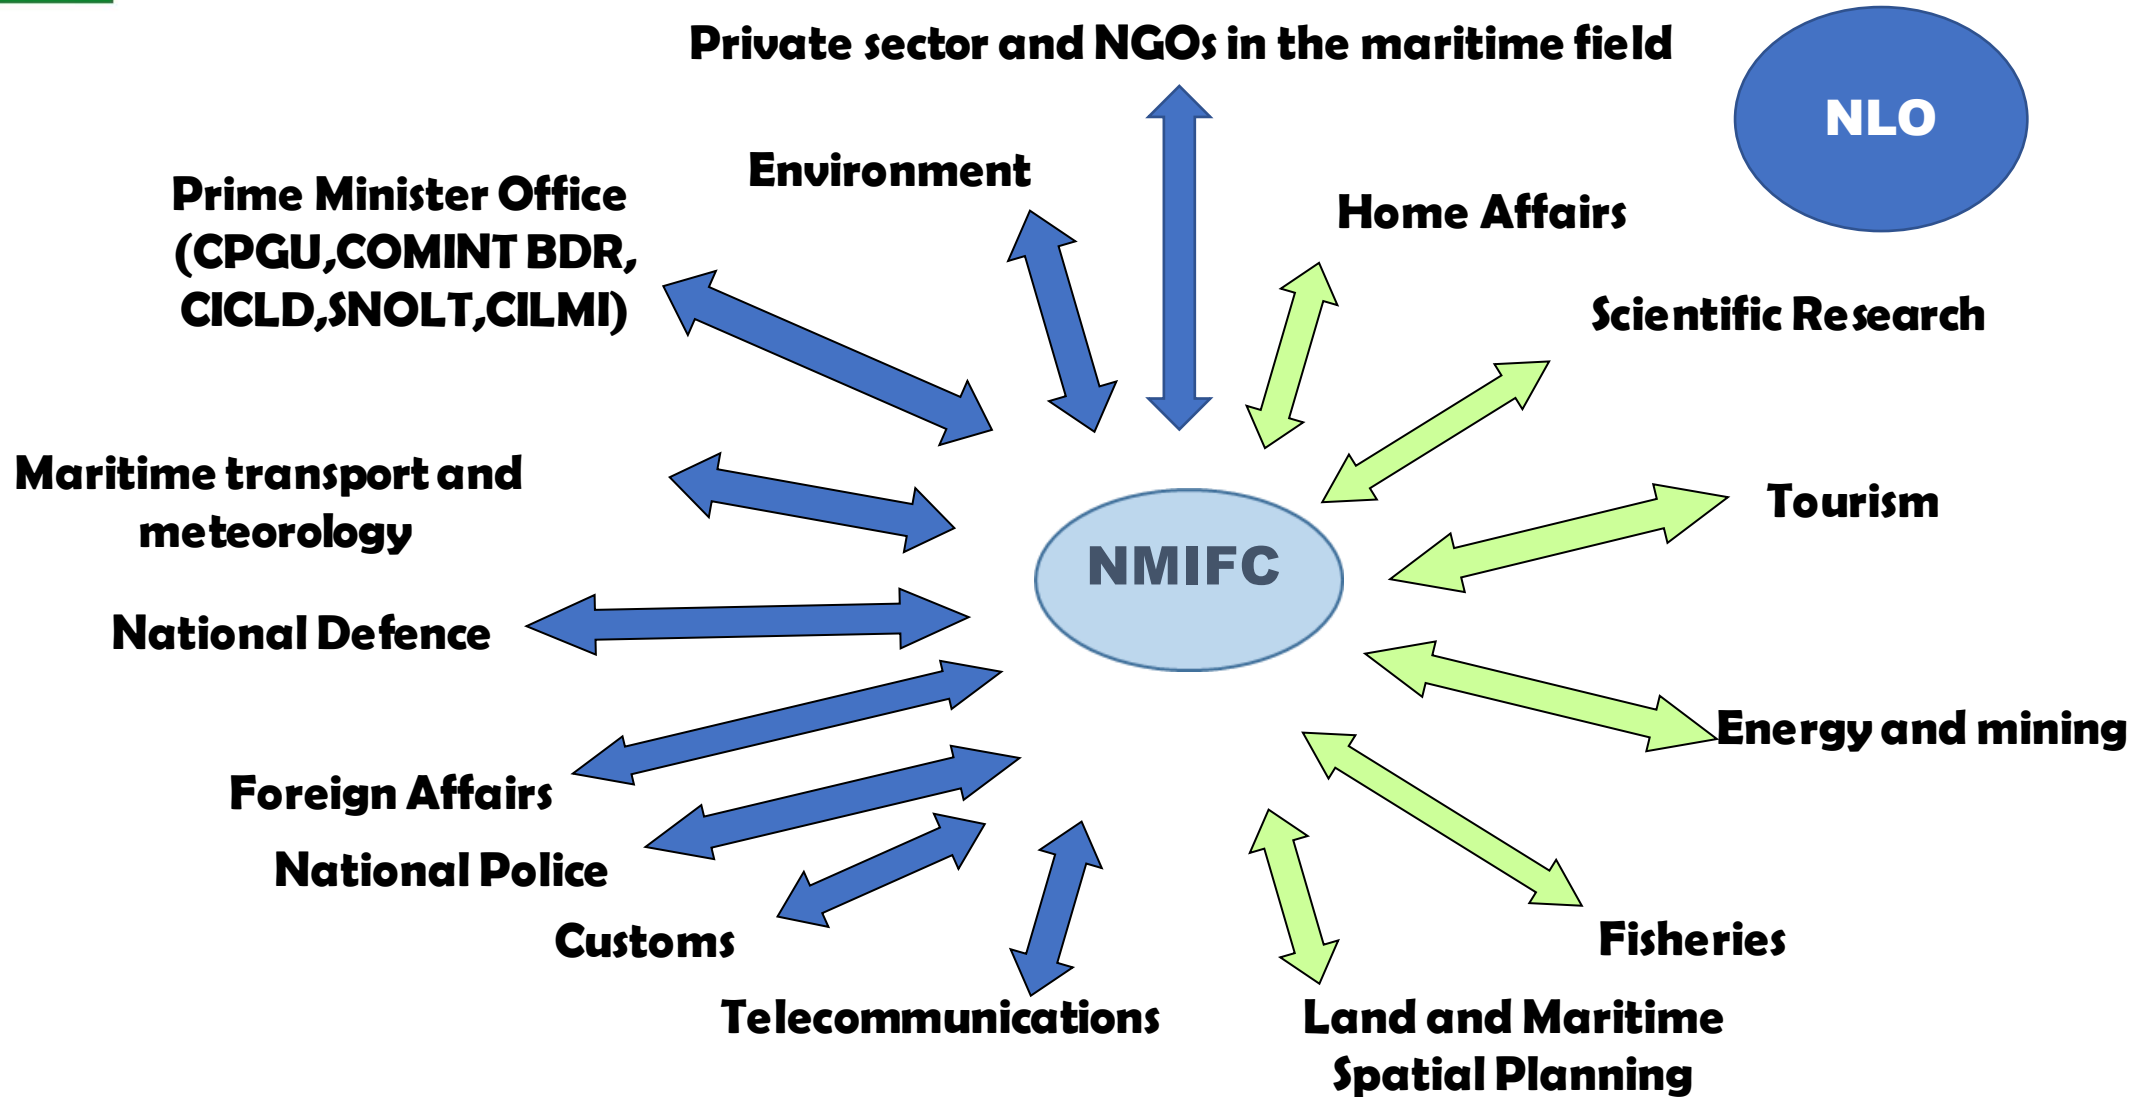 Private sector and NGOs in the maritime field
NLO
Environment
Prime Minister Office
(CPGU,COMINT BDR,
CICLD,SNOLT,CILMI)
Home Affairs
Scientific Research
Maritime transport and
meteorology
Tourism
NMIFC
National Defence
Energy and mining
Foreign Affairs
National Police
Customs
Fisheries
Telecommunications
Land and Maritime
Spatial Planning